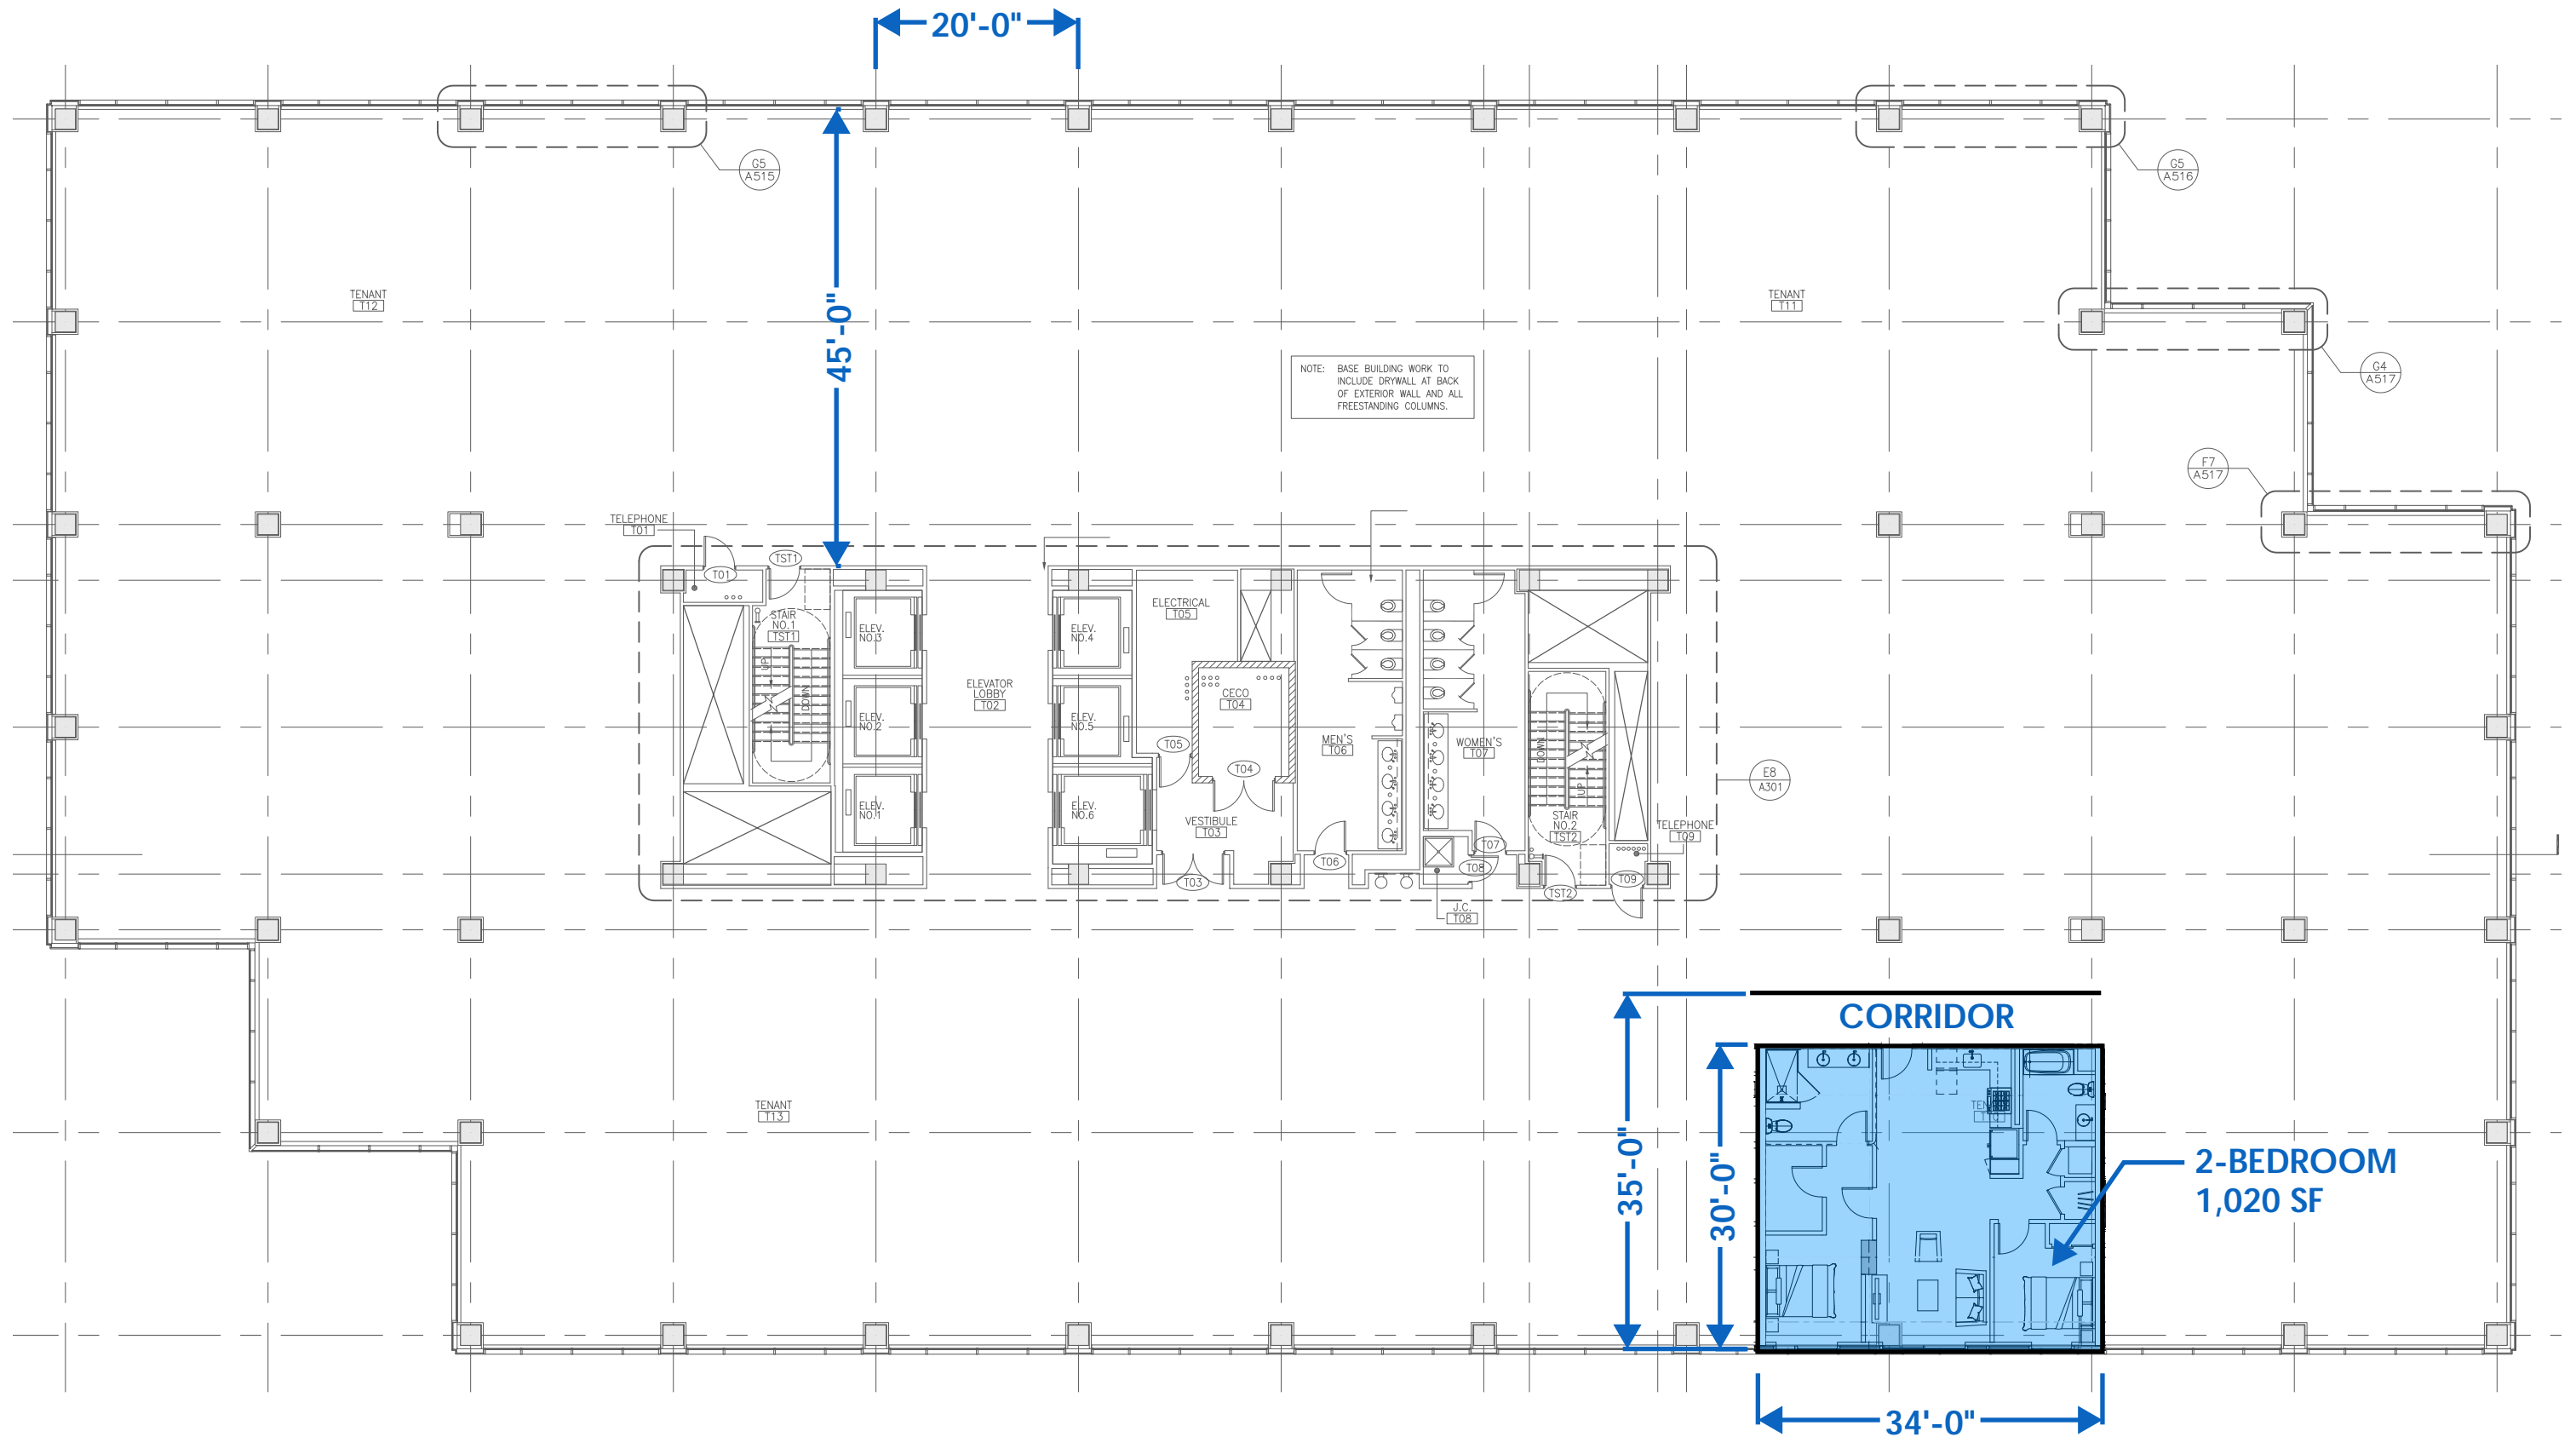 20'-0"
G5
A515
G5
A516
TENANT
T12
45'-0"
TENANT
T11
NOTE: BASE BUILDING WORK TO
INCLUDE DRYWALL AT BACK
OF EXTERIOR WALL AND ALL
FREESTANDING COLUMNS.
G4
A517
F7
A517
TELEPHONE
T01
T01
TST1
STAIR
NO.1
TST1
UP
DOWN
ELEV.
NO.3
ELEV.
NO.2
ELEV.
NO.1
ELEVATOR
LOBBY
T02
ELEV.
NO.4
ELEV.
NO.5
ELEV.
NO.6
ELECTRICAL
T05
CECO
T04
T05
T04
VESTIBULE
T03
T03
MEN'S
T06
T06
WOMEN'S
T07
T07
T08
J.C.
T08
DOWN
UP
STAIR
NO.2
TST2
TST2
TELEPHONE
T09
T09
E8
A301
TENANT
T13
CORRIDOR
35'-0"
30'-0"
2-BEDROOM
1,020 SF
34'-0"